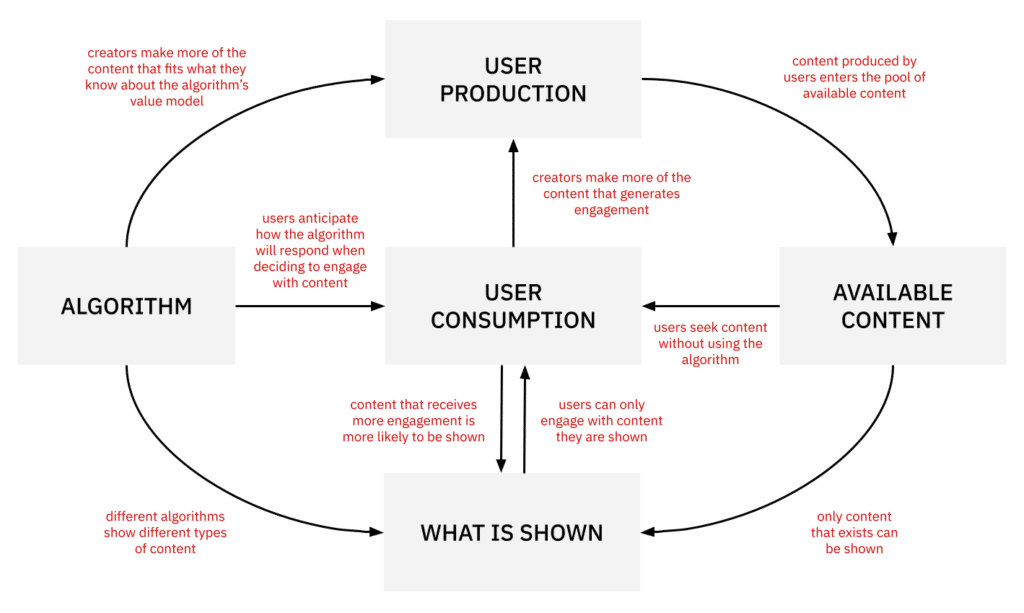 creators make more of the
content that fits what they
know about the algorithm's
value model
USER
PRODUCTION
content produced by
users enters the pool of
available content
creators make more of the
content that generates
engagement
users anticipate
how the algorithm
will respond when
deciding to engage
with content
ALGORITHM
USER
CONSUMPTION
AVAILABLE
CONTENT
users seek content
without using the
algorithm
content that receives
more engagement is
more likely to be shown
users can only
engage with content
they are shown
different algorithms
show different types
of content
WHAT IS SHOWN
only content
that exists can
be shown